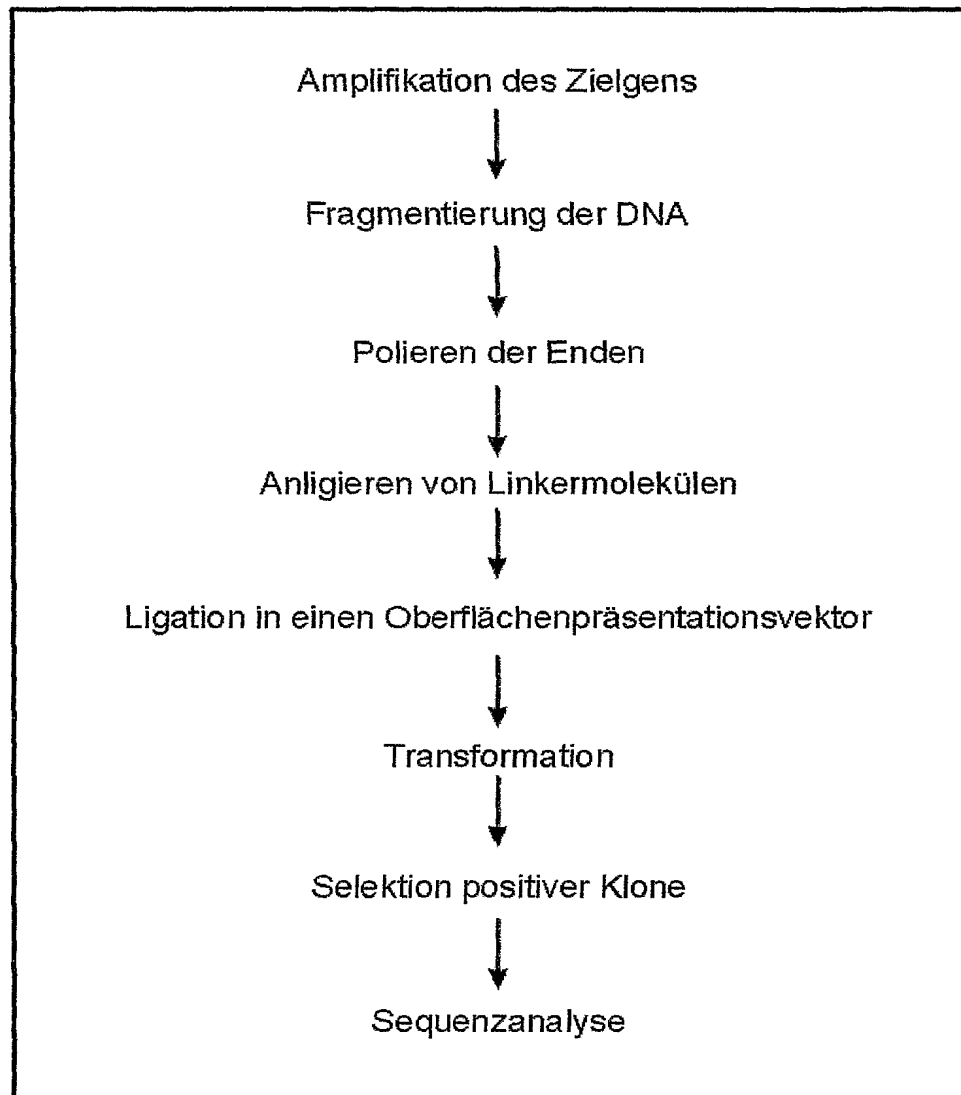 Amplifikation des Zielgens
Fragmentierung der DNA
Polieren der Enden
Anligieren von Linkermolekülen
Ligation in einen Oberflächenpräsentationsvektor
Transformation
Selektion positiver Klone
Sequenzanalyse